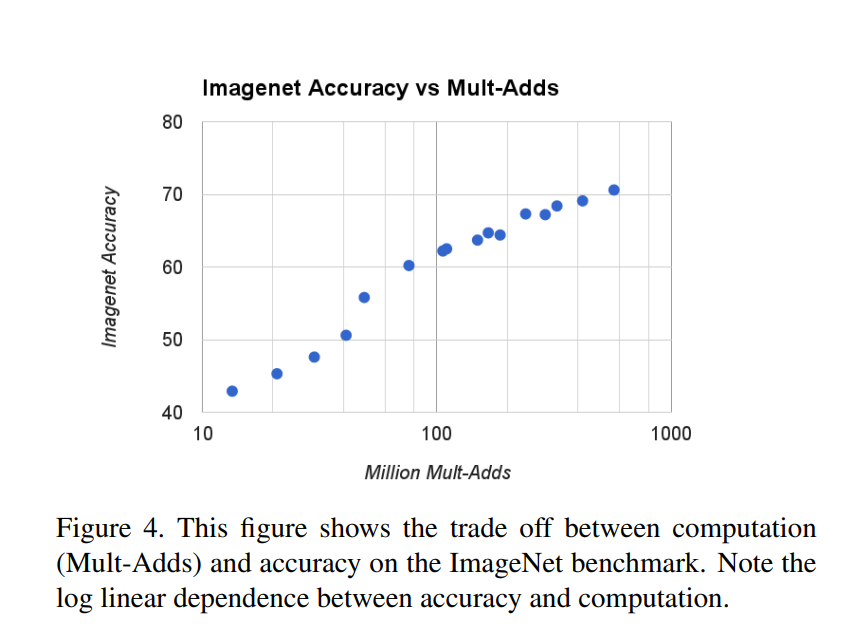 Imagenet Accuracy vs Mult-Adds
80
70
60
50
40
Imagenet Accuracy
10
100
1000
Million Mult-Adds
Figure 4. This figure shows the trade off between computation
(Mult-Adds) and accuracy on the ImageNet benchmark. Note the
log linear dependence between accuracy and computation.